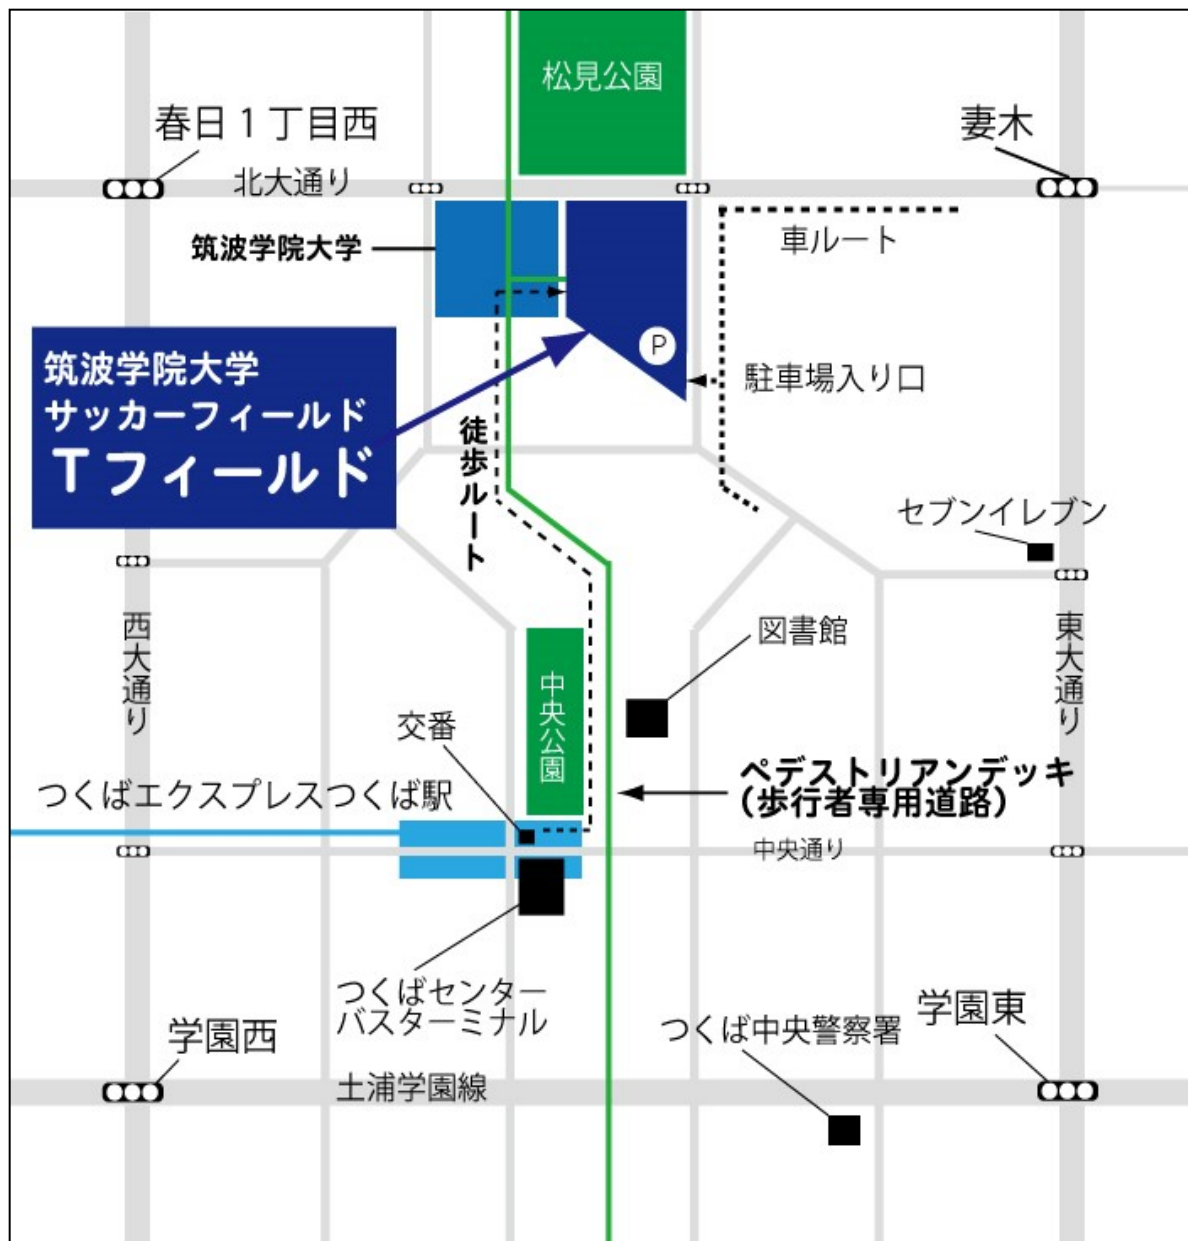 松見公園
春日1丁目西
妻木
北大通り
筑波学院大学
車ルート
P
駐車場入り口
筑波学院大学
サッカーフィールド
Tフィールド
徒歩ルート
セブンイレブン
西大通り
東大通り
図書館
中央公園
交番
つくばエクスプレスつくば駅
ペデストリアンデッキ
(歩行者専用道路)
中央通り
つくばセンター
バスターミナル
学園西
つくば中央警察署
学園東
土浦学園線